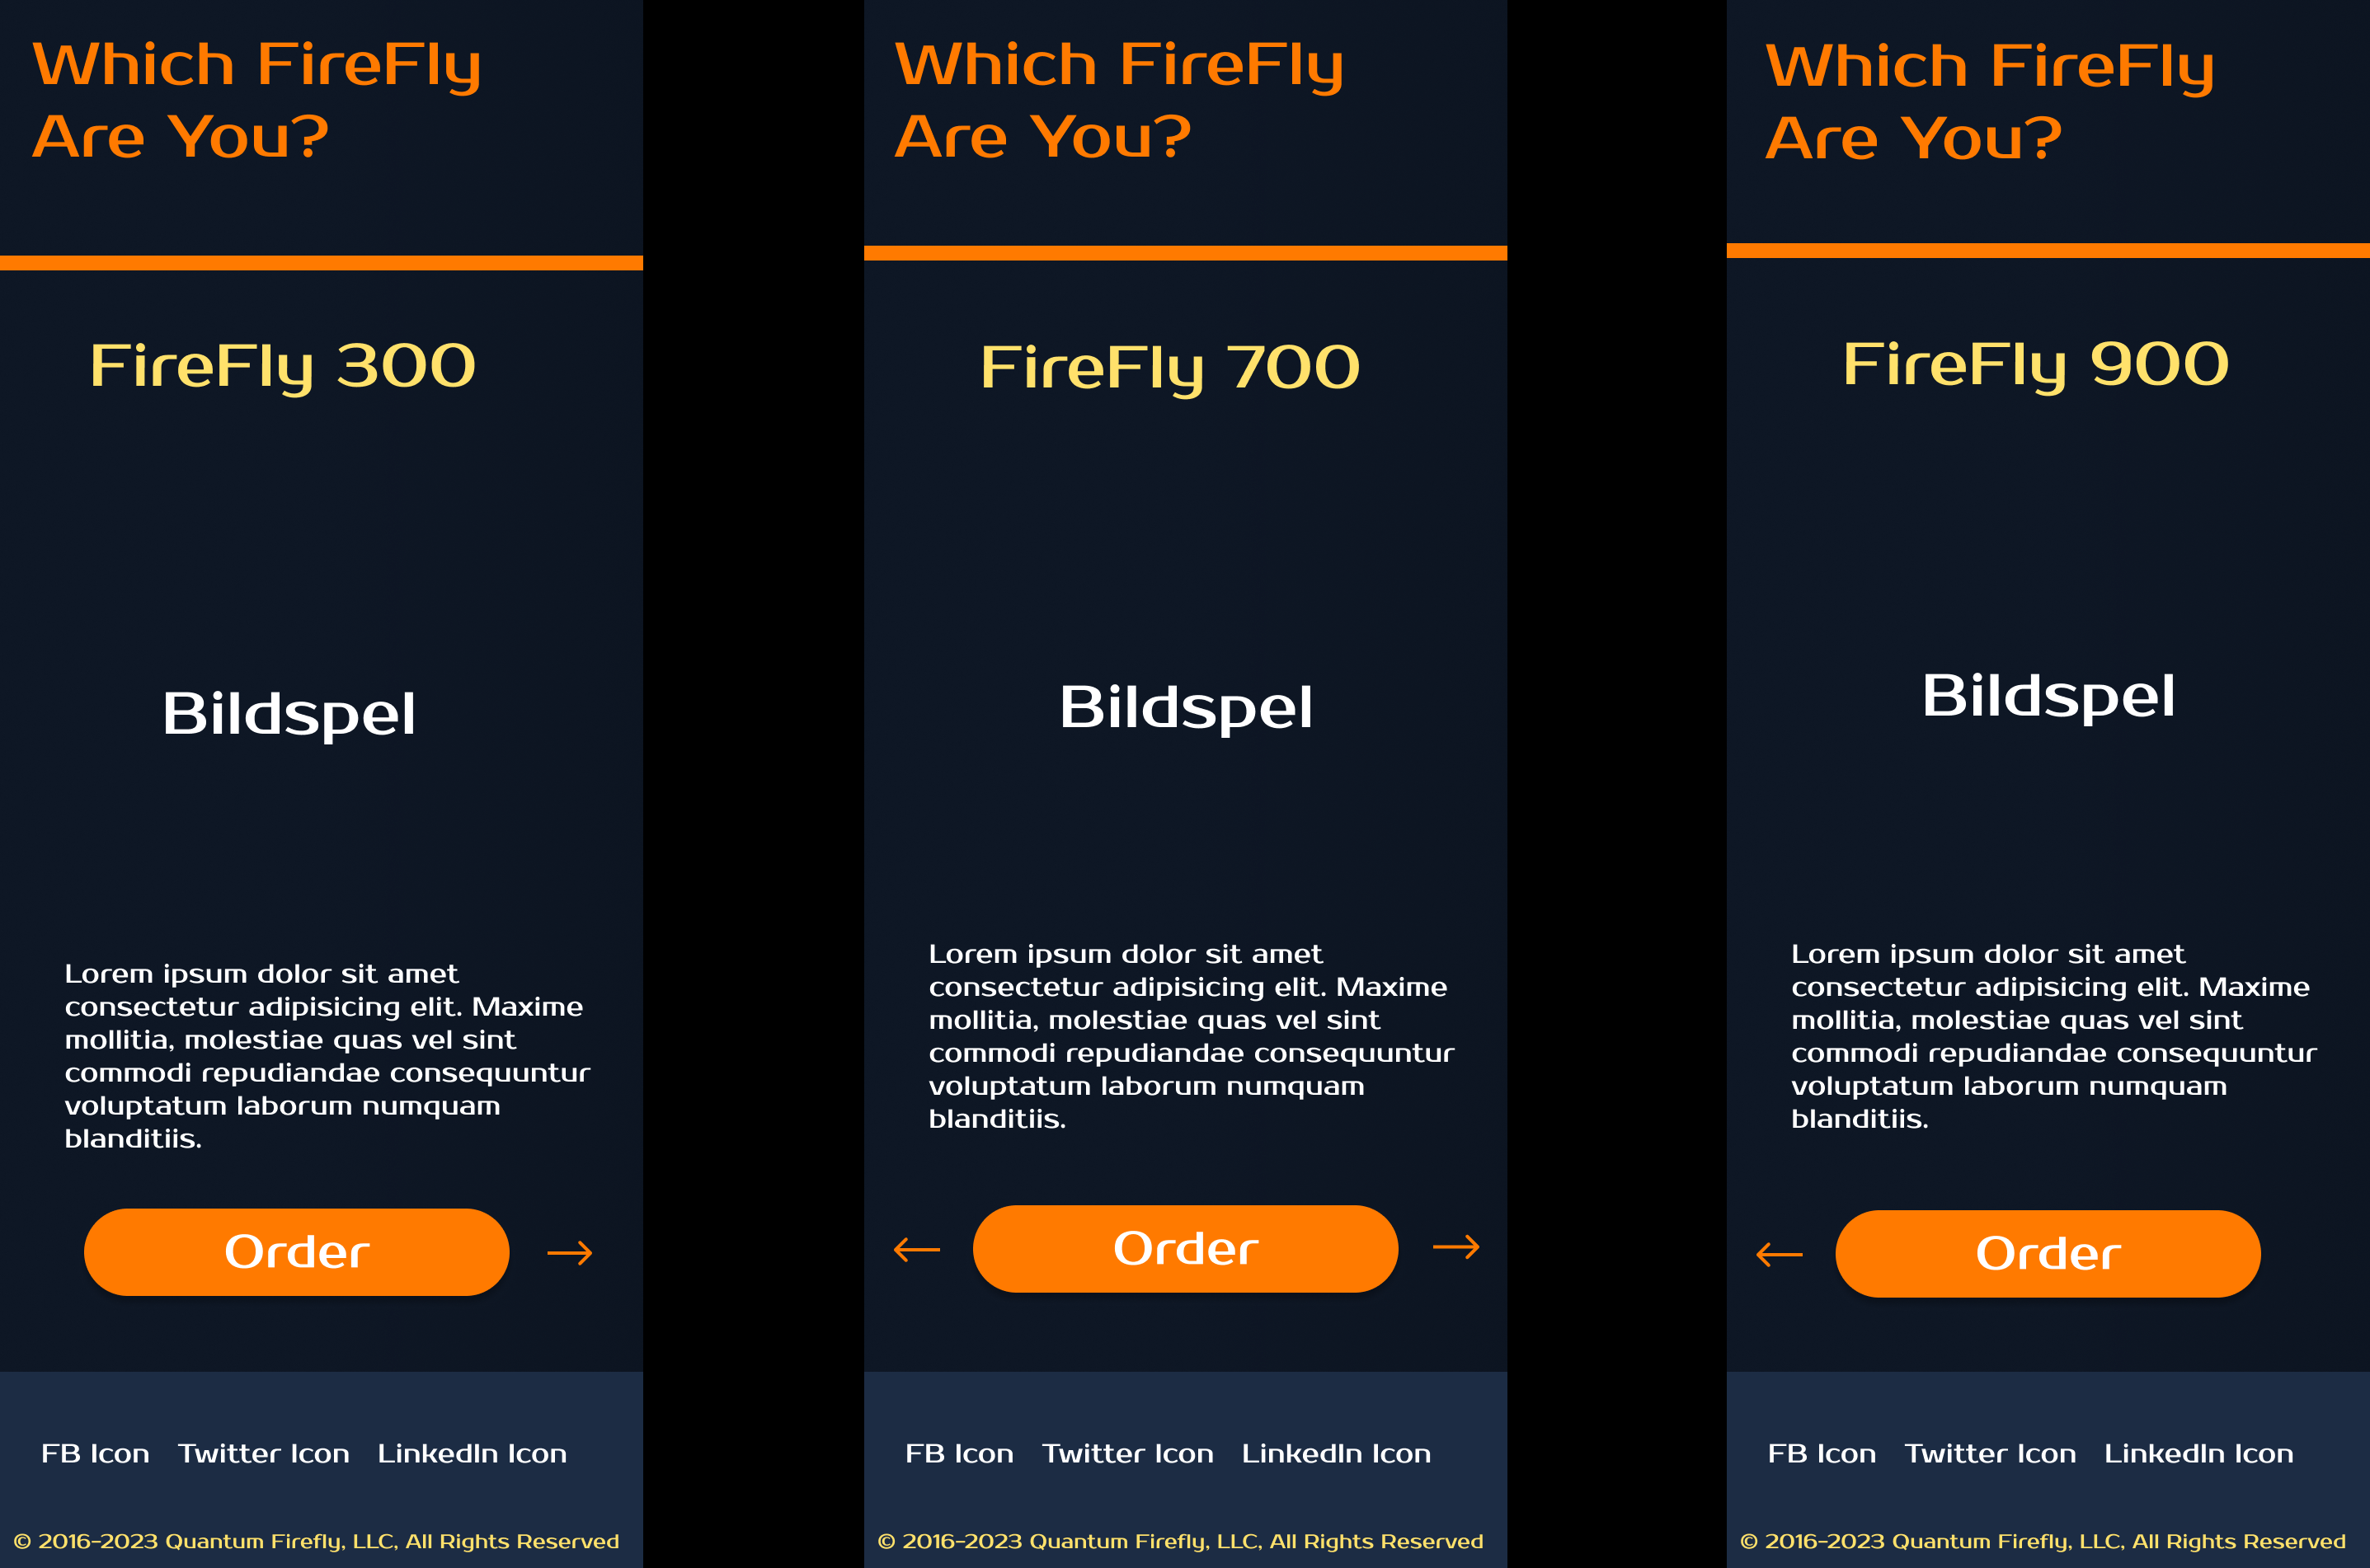 Which FireFly
Are You?
FireFly 300
Bildspel
Lorem ipsum dolor sit amet
consectetur adipisicing elit. Maxime
mollitia, molestiae quas vel sint
commodi repudiandae consequuntur
voluptatum laborum numquam
blanditiis.
Order
FB Icon Twitter Icon LinkedIn Icon
© 2016-2023 Quantum Firefly, LLC, All Rights Reserved
Which FireFly
Are You?
FireFly 700
Bildspel
Lorem ipsum dolor sit amet
consectetur adipisicing elit. Maxime
mollitia, molestiae quas vel sint
commodi repudiandae consequuntur
voluptatum laborum numquam
blanditiis.
Order
FB Icon Twitter Icon LinkedIn Icon
© 2016-2023 Quantum Firefly, LLC, All Rights Reserved
Which FireFly
Are You?
FireFly 900
Bildspel
Lorem ipsum dolor sit amet
consectetur adipisicing elit. Maxime
mollitia, molestiae quas vel sint
commodi repudiandae consequuntur
voluptatum laborum numquam
blanditiis.
Order
FB Icon Twitter Icon LinkedIn Icon
© 2016-2023 Quantum Firefly, LLC, All Rights Reserved